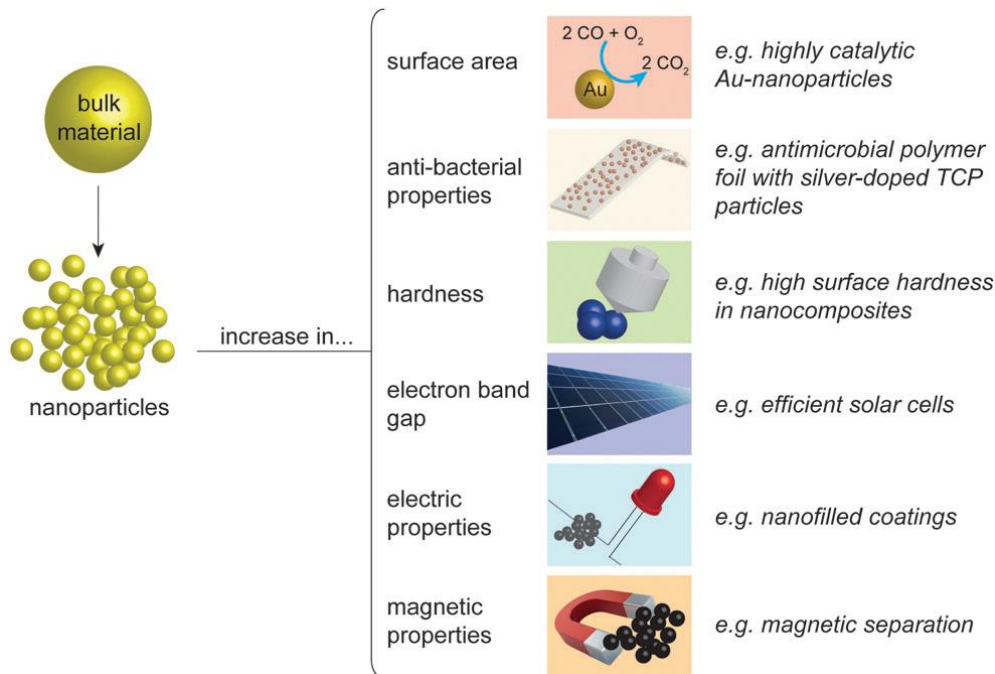 bulk
material
nanoparticles
increase in...
surface area
2 CO + O₂
2 CO₂
Au
e.g. highly catalytic
Au-nanoparticles
anti-bacterial
properties
e.g. antimicrobial polymer
foil with silver-doped TCP
particles
hardness
e.g. high surface hardness
in nanocomposites
electron band
gap
e.g. efficient solar cells
electric
properties
e.g. nanofilled coatings
magnetic
properties
e.g. magnetic separation